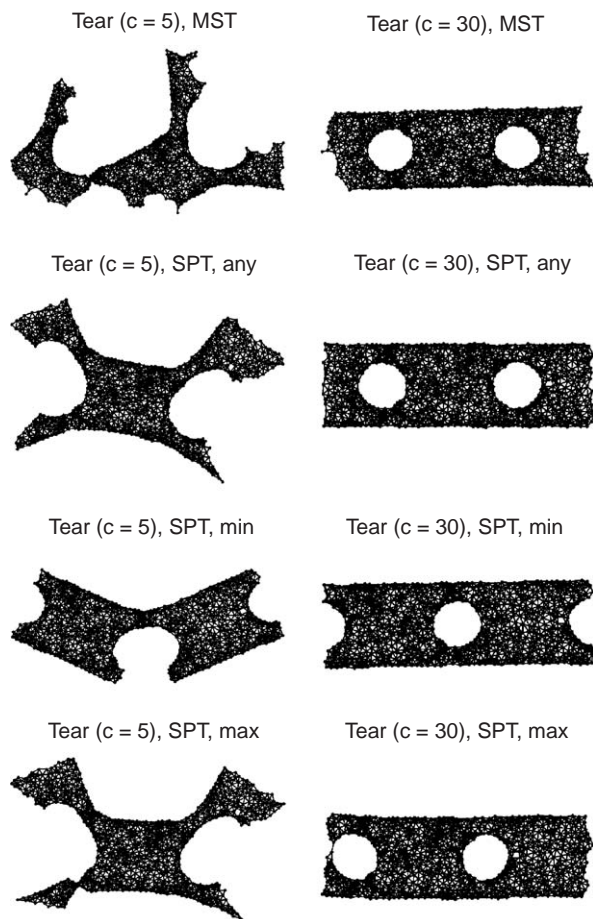 Tear (c = 5), MST
Tear (c = 30), MST
Tear (c = 5), SPT, any
Tear (c = 30), SPT, any
Tear (c = 5), SPT, min
Tear (c = 30), SPT, min
Tear (c = 5), SPT, max
Tear (c = 30), SPT, max